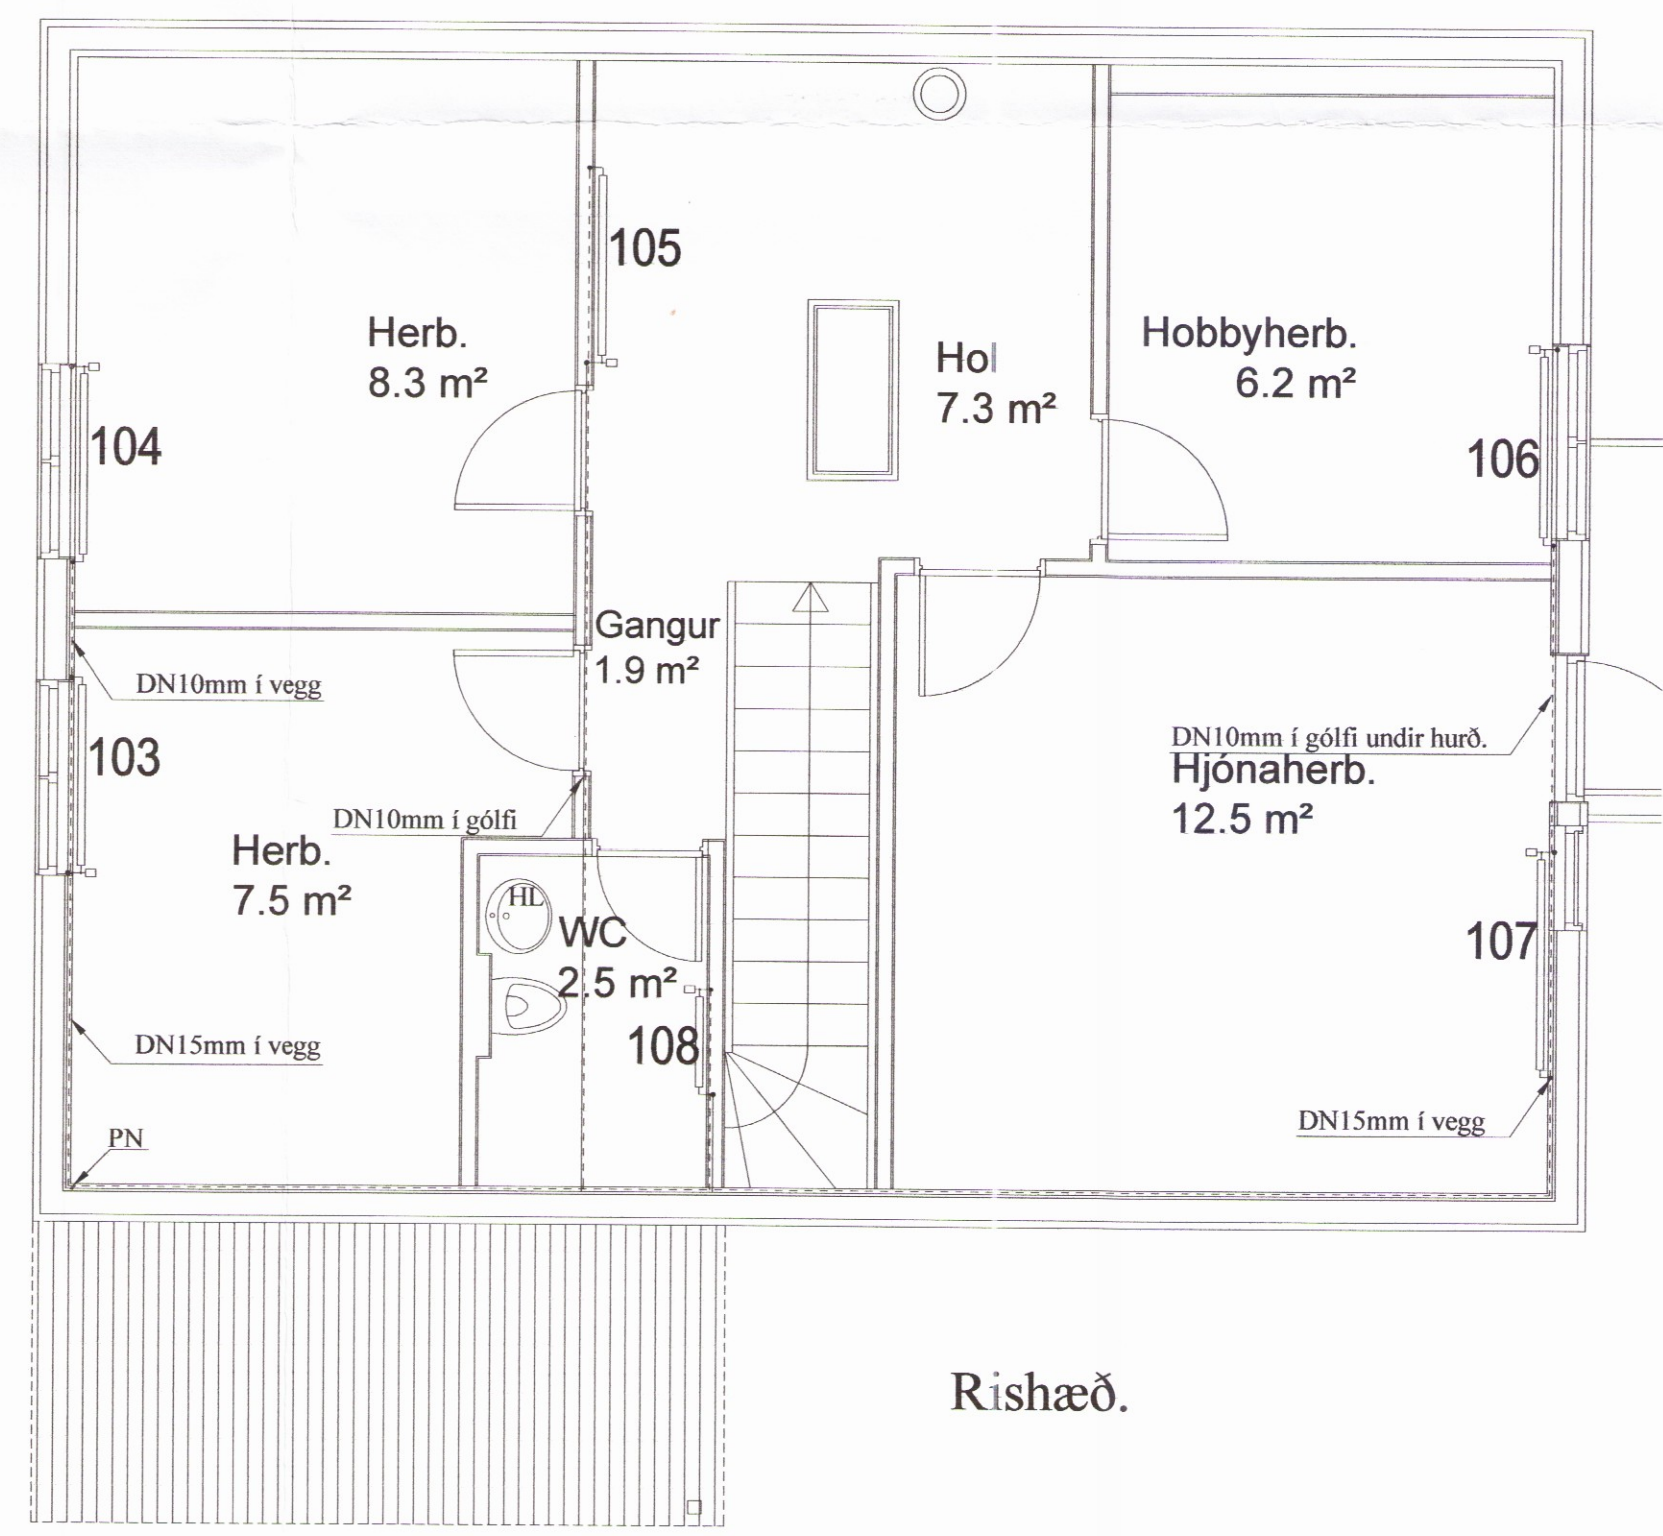 105
Herb.
8.3 m²
Hol
7.3 m²
Hobbyherb.
6.2 m²
104
106
Gangur
1.9 m²
DN10mm í vegg
103
DN10mm í gólfi undir hurð.
Hjónaherb.
12.5 m²
DN10mm í gólfi
Herb.
7.5 m²
HL
WC
2.5 m²
107
108
DN15mm í vegg
DN15mm í vegg
PN
Rishæð.